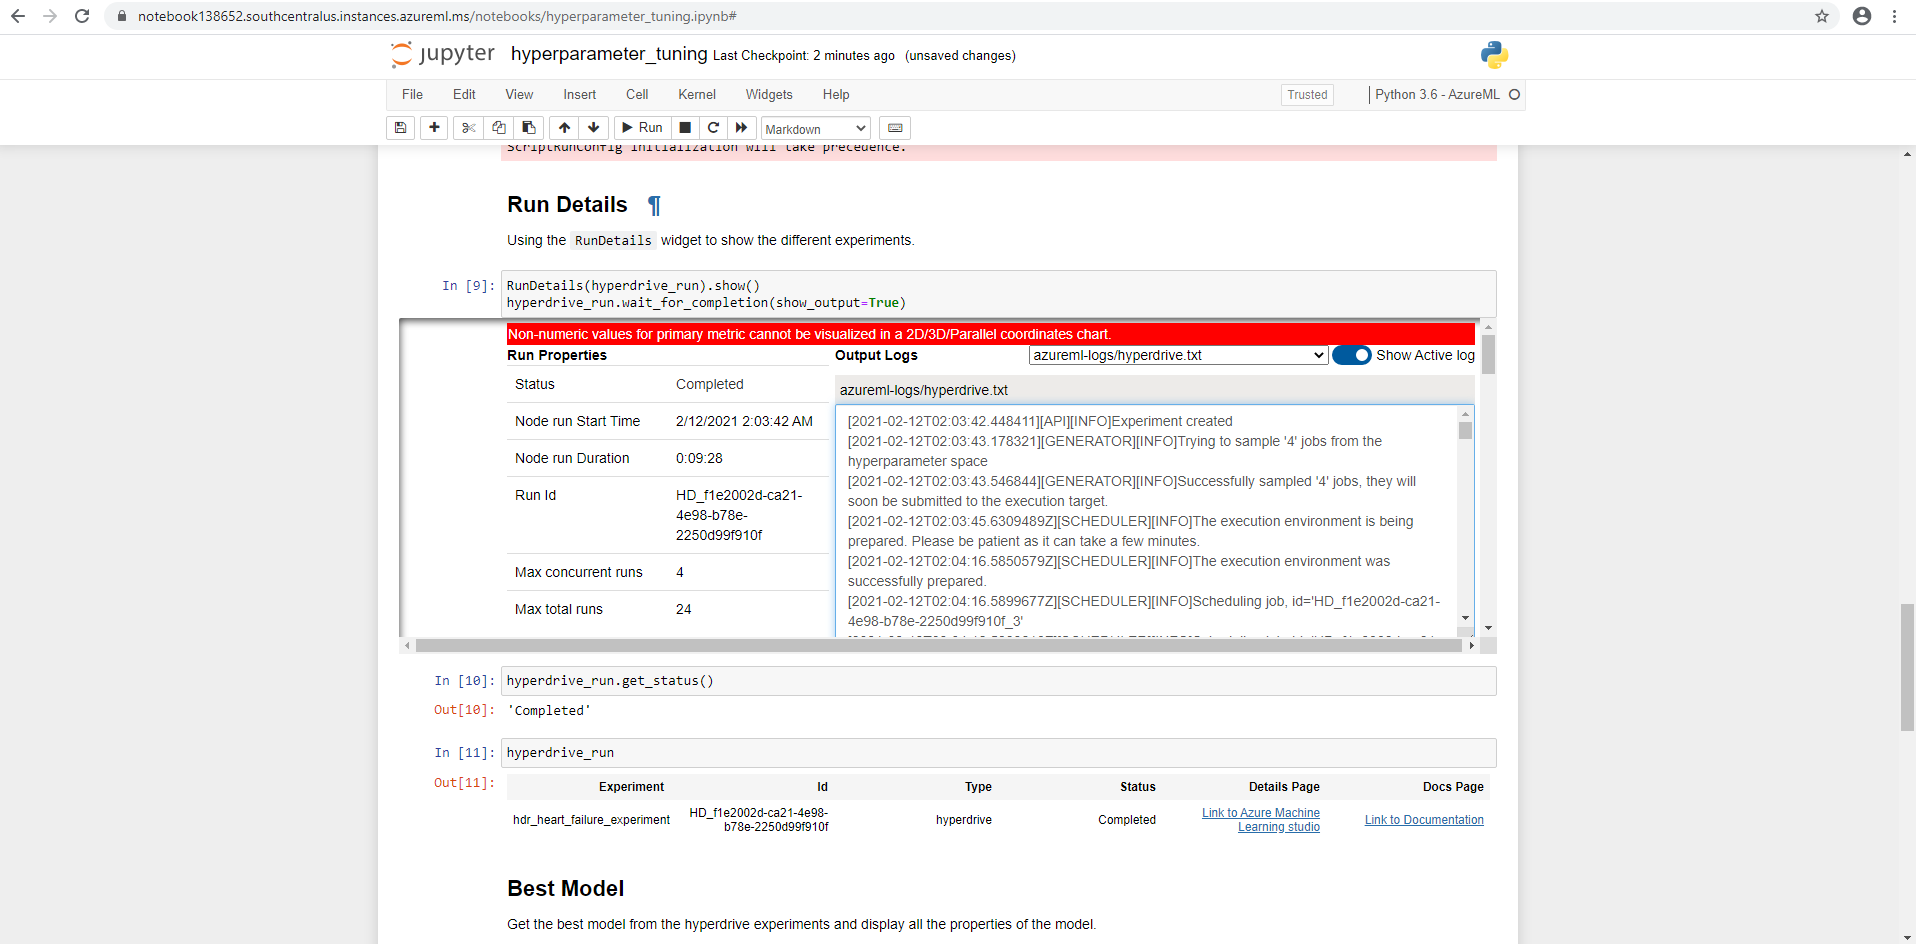 notebook138652.southcentralus.instances.azureml.ms/notebooks/hyperparameter_tuning.ipynb#
jupyter hyperparameter_tuning Last Checkpoint: 2 minutes ago (unsaved changes)
File Edit View Insert Cell Kernel Widgets Help Trusted Python 3.6 - AzureML
Run Markdown
ScriptRunConfig initialization will take precedence.
Run Details ¶
Using the RunDetails widget to show the different experiments.
In [9]: RunDetails(hyperdrive_run).show()
hyperdrive_run.wait_for_completion(show_output=True)
Non-numeric values for primary metric cannot be visualized in a 2D/3D/Parallel coordinates chart.
Run Properties
Status Completed
Node run Start Time 2/12/2021 2:03:42 AM
Node run Duration 0:09:28
Run Id HD_f1e2002d-ca21-
4e98-b78e-
2250d99f910f
Max concurrent runs 4
Max total runs 24
Output Logs azureml-logs/hyperdrive.txt Show Active log
azureml-logs/hyperdrive.txt
[2021-02-12T02:03:42.448411][API][INFO]Experiment created
[2021-02-12T02:03:43.178321][GENERATOR][INFO]Trying to sample '4' jobs from the
hyperparameter space
[2021-02-12T02:03:43.546844][GENERATOR][INFO]Successfully sampled '4' jobs, they will
soon be submitted to the execution target.
[2021-02-12T02:03:45.6309489Z][SCHEDULER][INFO]The execution environment is being
prepared. Please be patient as it can take a few minutes.
[2021-02-12T02:04:16.5850579Z][SCHEDULER][INFO]The execution environment was
successfully prepared.
[2021-02-12T02:04:16.5899677Z][SCHEDULER][INFO]Scheduling job, id='HD_f1e2002d-ca21-
4e98-b78e-2250d99f910f_3'
In [10]: hyperdrive_run.get_status()
Out[10]: 'Completed'
In [11]: hyperdrive_run
Out[11]:
Experiment Id Type Status Details Page Docs Page
hdr_heart_failure_experiment HD_f1e2002d-ca21-4e98-
b78e-2250d99f910f hyperdrive Completed Link to Azure Machine
Learning studio Link to Documentation
Best Model
Get the best model from the hyperdrive experiments and display all the properties of the model.